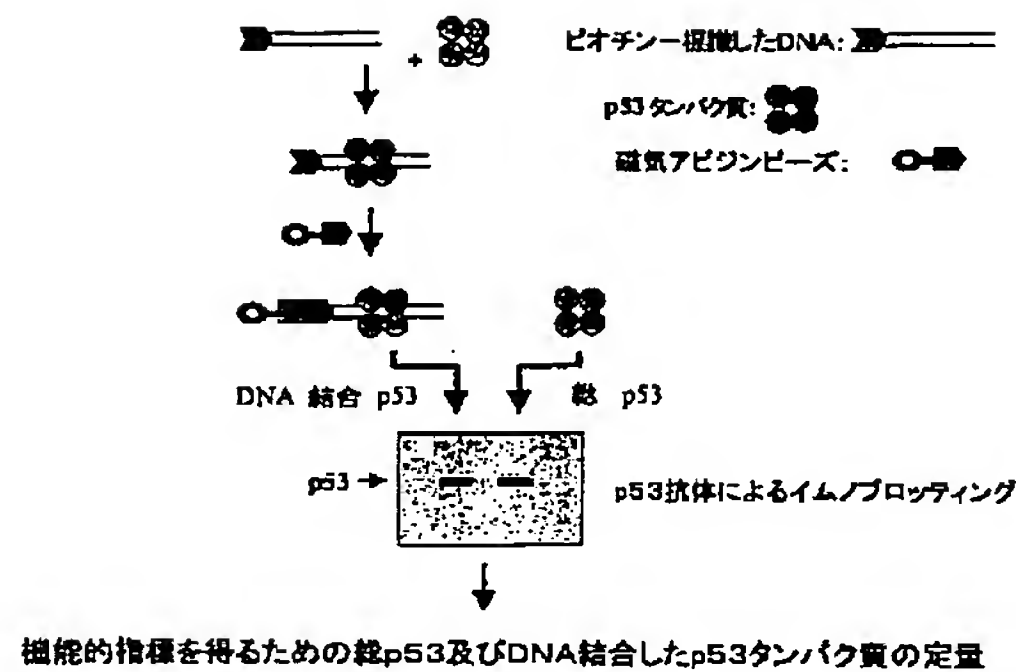 +
ビオチンー標識したDNA:
p53タンパク質:
磁気アビジンビーズ:
DNA 結合 p53
総 p53
p53
p53抗体によるイムノブロッティング
機能的指標を得るための総p53及びDNA結合したp53タンパク質の定量